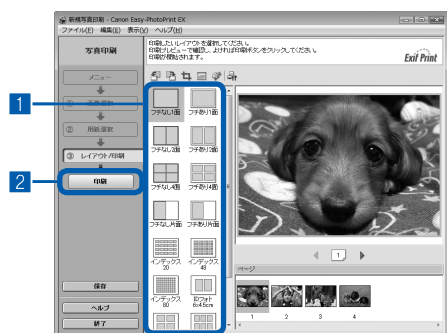 新規写真印刷 - Canon Easy-PhotoPrint EX
ファイル(F) 編集(E) 表示(V) ヘルプ(H)
写真印刷
印刷したいレイアウトを選択してください。
印刷プレビューで確認し、よければ印刷ボタンをクリックしてください。
印刷が開始されます。
Exif Print
メニュー
① 画像選択
② 用紙選択
③ レイアウト/印刷
印刷
保存
ヘルプ
終了
1
2
フチなし1面
フチあり1面
フチなし2面
フチあり2面
フチなし4面
フチあり4面
フチなし片面
フチあり片面
インデックス
20
インデックス
48
インデックス
80
IDフォト
6x4.5cm
1
ページ
1
2
3
4